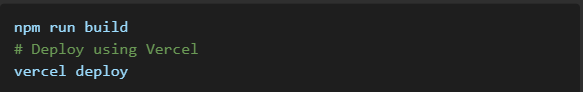 npm run build
# Deploy using Vercel
vercel deploy